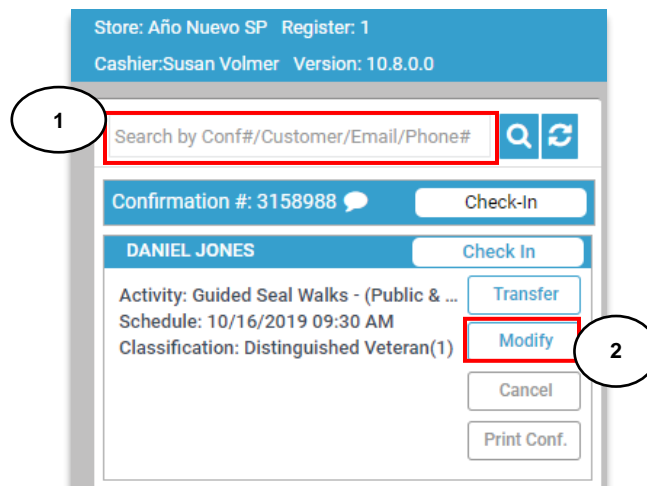 Store: Año Nuevo SP Register: 1
Cashier:Susan Volmer Version: 10.8.0.0
1
Search by Conf#/Customer/Email/Phone#
Confirmation #: 3158988
Check-In
DANIEL JONES
Check In
Activity: Guided Seal Walks - (Public & ...
Transfer
Schedule: 10/16/2019 09:30 AM
Modify
2
Classification: Distinguished Veteran(1)
Cancel
Print Conf.